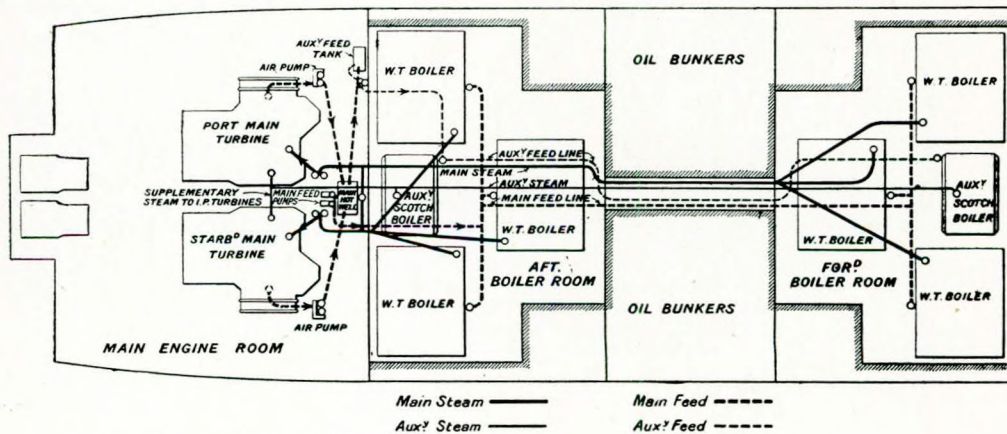 AUXY FEED
TANK
AIR PUMP
W.T BOILER
OIL BUNKERS
W.T. BOILER
PORT MAIN
TURBINE
AUXY FEED LINE
MAIN STEAM
SUPPLEMENTARY
STEAM TO I.P. TURBINES
MAIN FEED
PUMPS
MAIN
HOT
WELL
AUXY
SCOTCH
BOILER
AUXY STEAM
MAIN FEED LINE
AUXY
SCOTCH
BOILER
STARBD MAIN
TURBINE
W.T. BOILER
W.T. BOILER
AFT.
BOILER ROOM
FORD
BOILER ROOM
W.T BOILER
W.T. BOILER
OIL BUNKERS
AIR PUMP
MAIN ENGINE ROOM
Main Steam
Main Feed
Auxy Steam
Auxy Feed